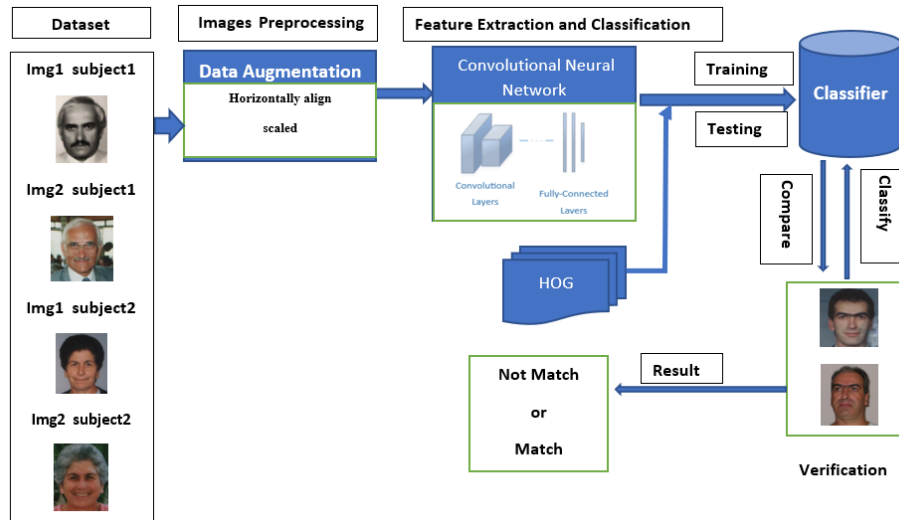 Dataset
Img1 subject1
Img2 subject1
Img1 subject2
Img2 subject2
Images Preprocessing
Data Augmentation
Horizontally align
scaled
Feature Extraction and Classification
Convolutional Neural
Network
Convolutional
Layers
Fully-Connected
Layers
HOG
Training
Testing
Classifier
Compare
Classify
Verification
Result
Not Match
or
Match